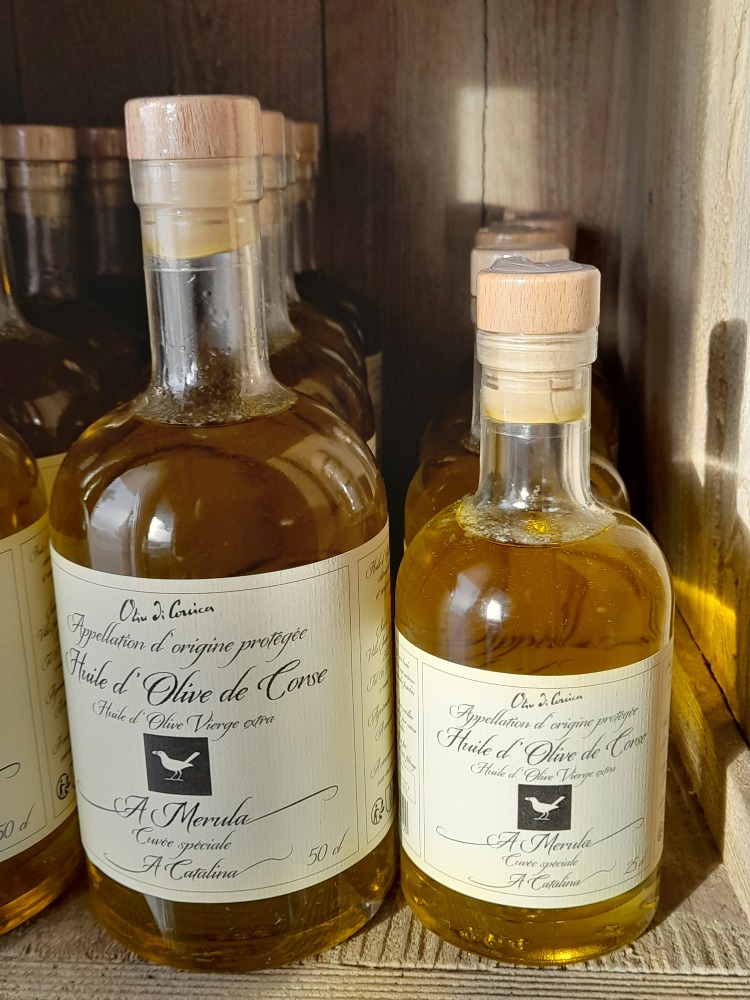 Oliu di Corsica
Appellation d'origine protégée
Huile d'Olive de Corse
Huile d'Olive Vierge extra
A Merula
Cuvée spéciale
A Catalina
50 cl
Oliu di Corsica
Appellation d'origine protégée
Huile d'Olive de Corse
Huile d'Olive Vierge extra
A Merula
Cuvée spéciale
A Catalina
25 cl
50 cl